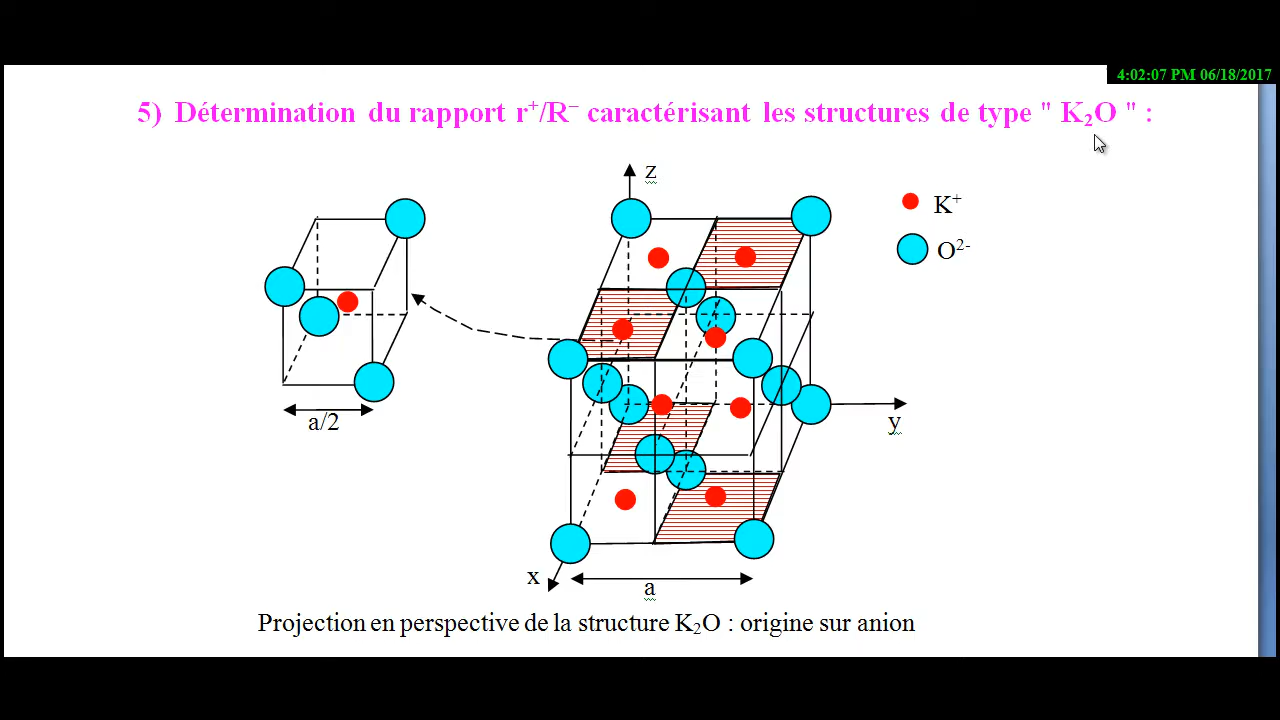 4:02:07 PM 06/18/2017
5) Détermination du rapport r⁺/R⁻ caractérisant les structures de type " K₂O " :
z
K⁺
O²⁻
a/2
y
x
a
Projection en perspective de la structure K₂O : origine sur anion